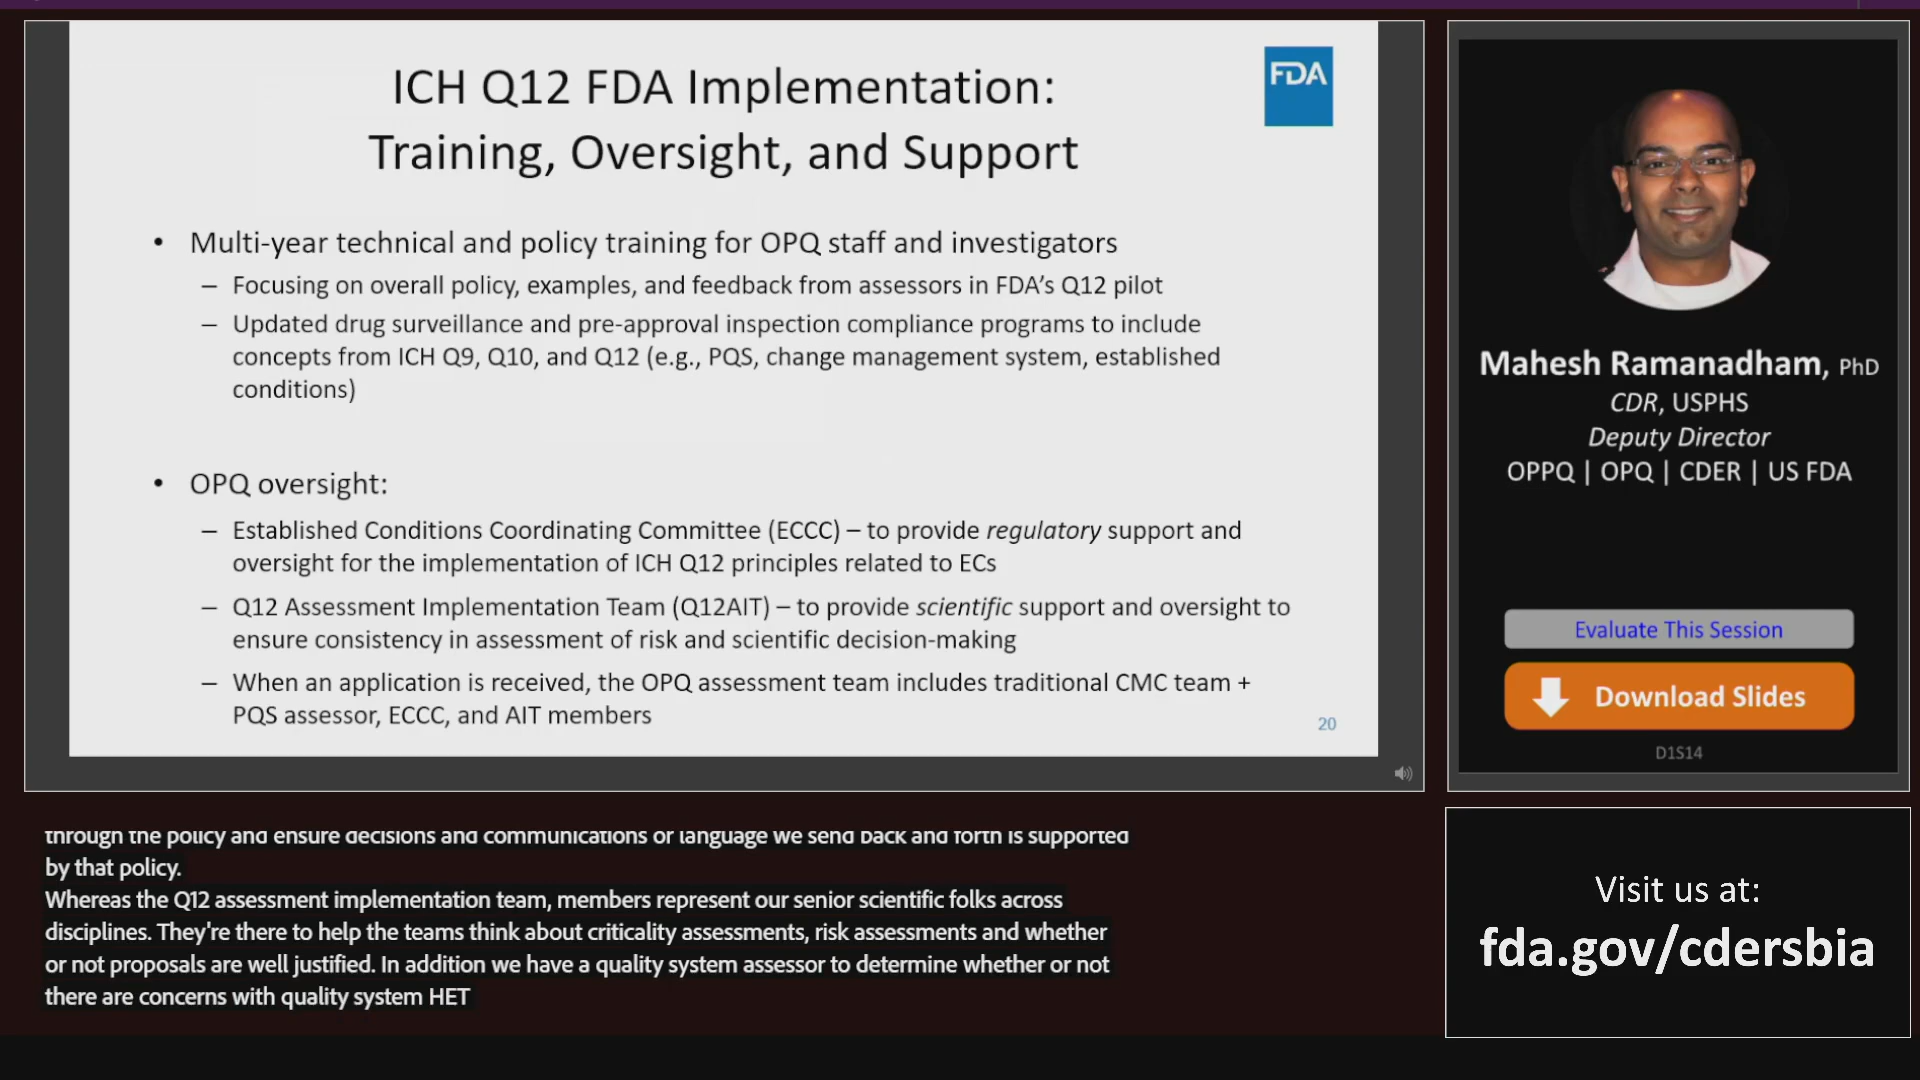 ICH Q12 FDA Implementation:
Training, Oversight, and Support
FDA
• Multi-year technical and policy training for OPQ staff and investigators
– Focusing on overall policy, examples, and feedback from assessors in FDA's Q12 pilot
– Updated drug surveillance and pre-approval inspection compliance programs to include
concepts from ICH Q9, Q10, and Q12 (e.g., PQS, change management system, established
conditions)
• OPQ oversight:
– Established Conditions Coordinating Committee (ECCC) – to provide regulatory support and
oversight for the implementation of ICH Q12 principles related to ECs
– Q12 Assessment Implementation Team (Q12AIT) – to provide scientific support and oversight to
ensure consistency in assessment of risk and scientific decision-making
– When an application is received, the OPQ assessment team includes traditional CMC team +
PQS assessor, ECCC, and AIT members
20
Mahesh Ramanadham, PhD
CDR, USPHS
Deputy Director
OPPQ | OPQ | CDER | US FDA
Evaluate This Session
Download Slides
D1S14
through the policy and ensure decisions and communications or language we send back and forth is supported
by that policy.
Whereas the Q12 assessment implementation team, members represent our senior scientific folks across
disciplines. They're there to help the teams think about criticality assessments, risk assessments and whether
or not proposals are well justified. In addition we have a quality system assessor to determine whether or not
there are concerns with quality system HET
Visit us at:
fda.gov/cdersbia